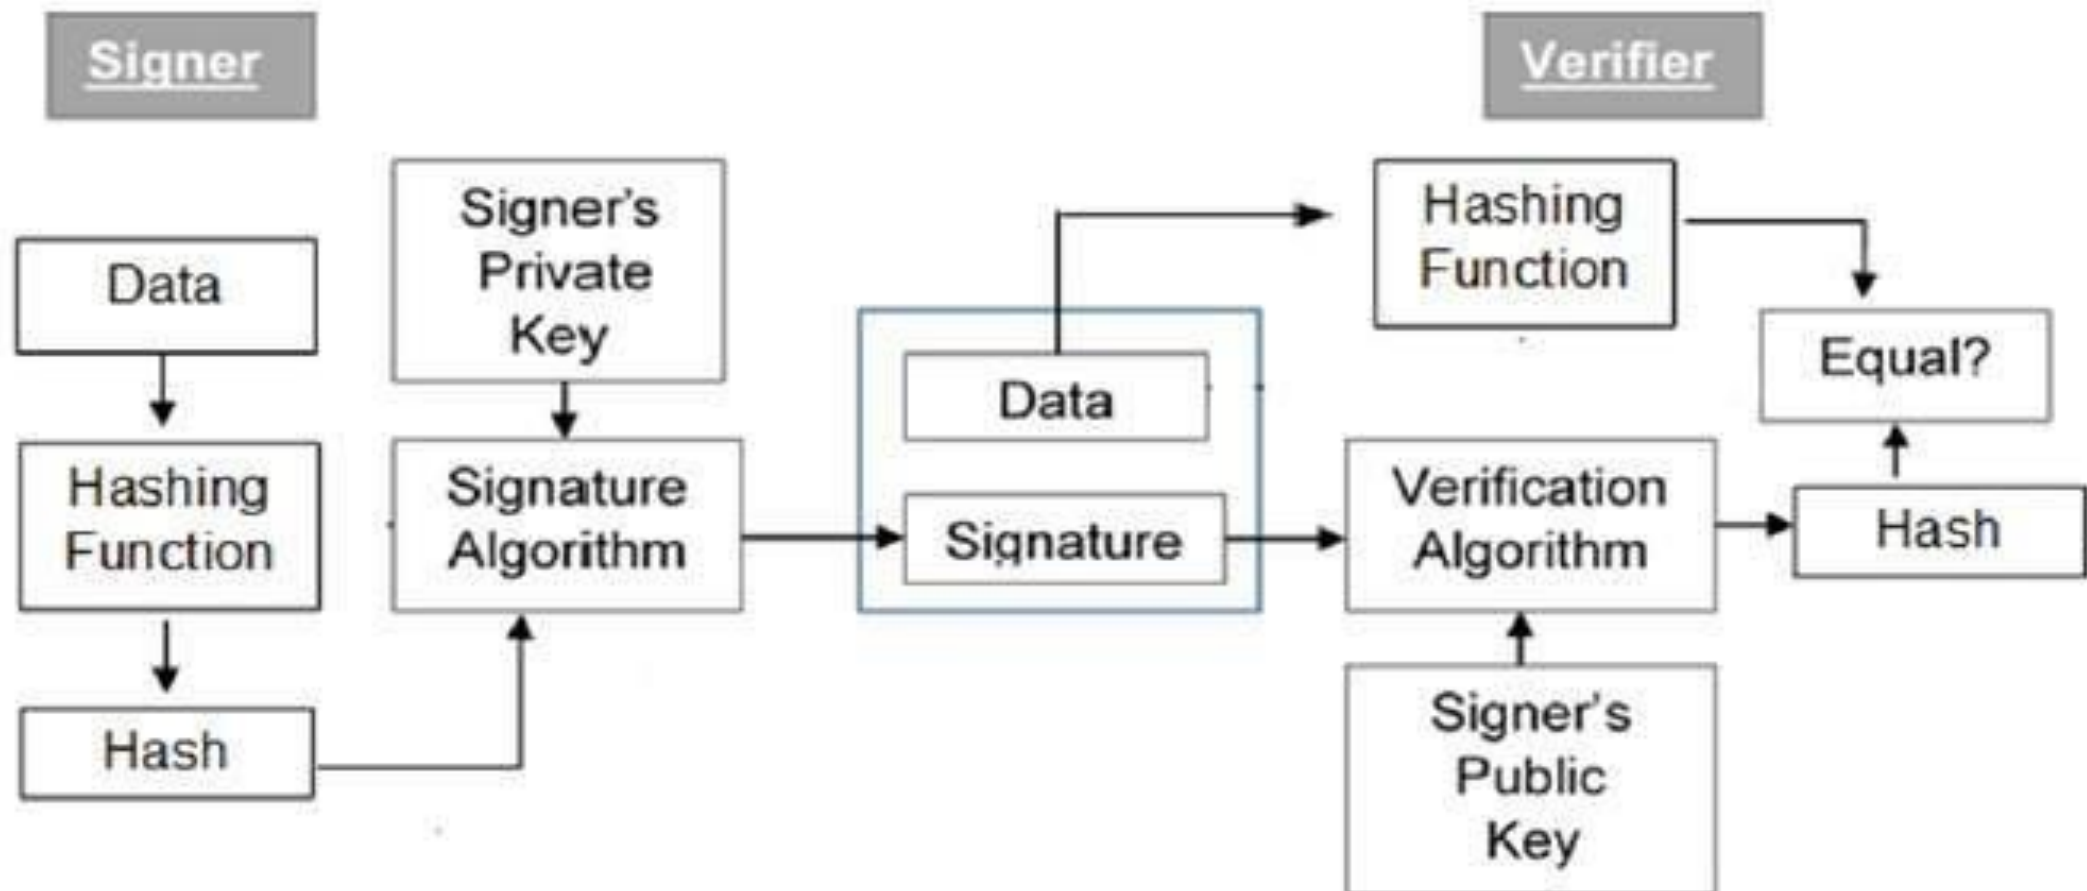 Signer
Verifier
Data
Hashing
Function
Hash
Signer's
Private
Key
Signature
Algorithm
Data
Signature
Hashing
Function
Equal?
Verification
Algorithm
Hash
Signer's
Public
Key